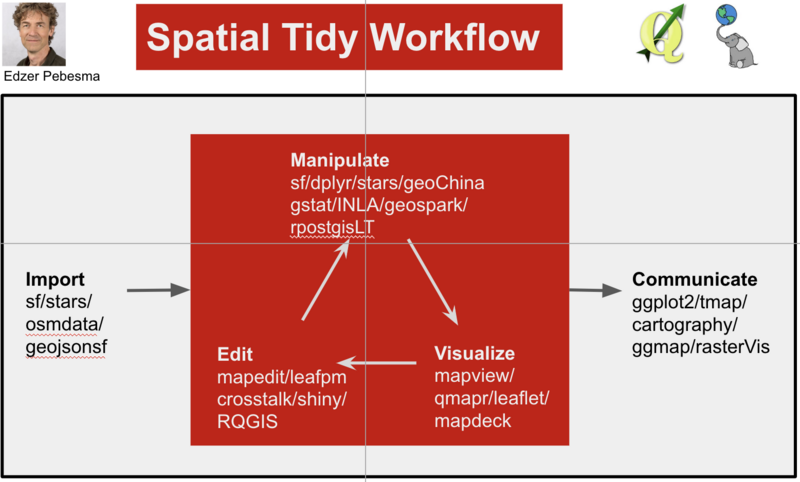 Edzer Pebesma
Spatial Tidy Workflow
Import
sf/stars/
osmdata/
geojsonsf
Manipulate
sf/dplyr/stars/geoChina
gstat/INLA/geospark/
rpostgisLT
Edit
mapedit/leafpm
crosstalk/shiny/
RQGIS
Visualize
mapview/
qmapr/leaflet/
mapdeck
Communicate
ggplot2/tmap/
cartography/
ggmap/rasterVis